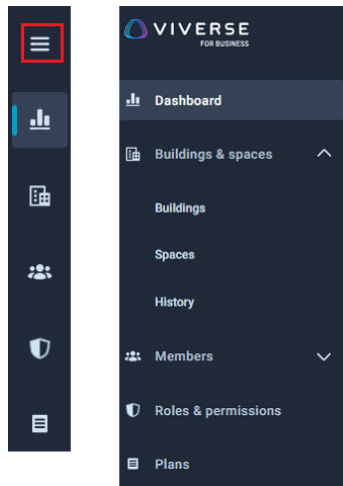 VIVERSE
FOR BUSINESS
Dashboard
Buildings & spaces
Buildings
Spaces
History
Members
Roles & permissions
Plans